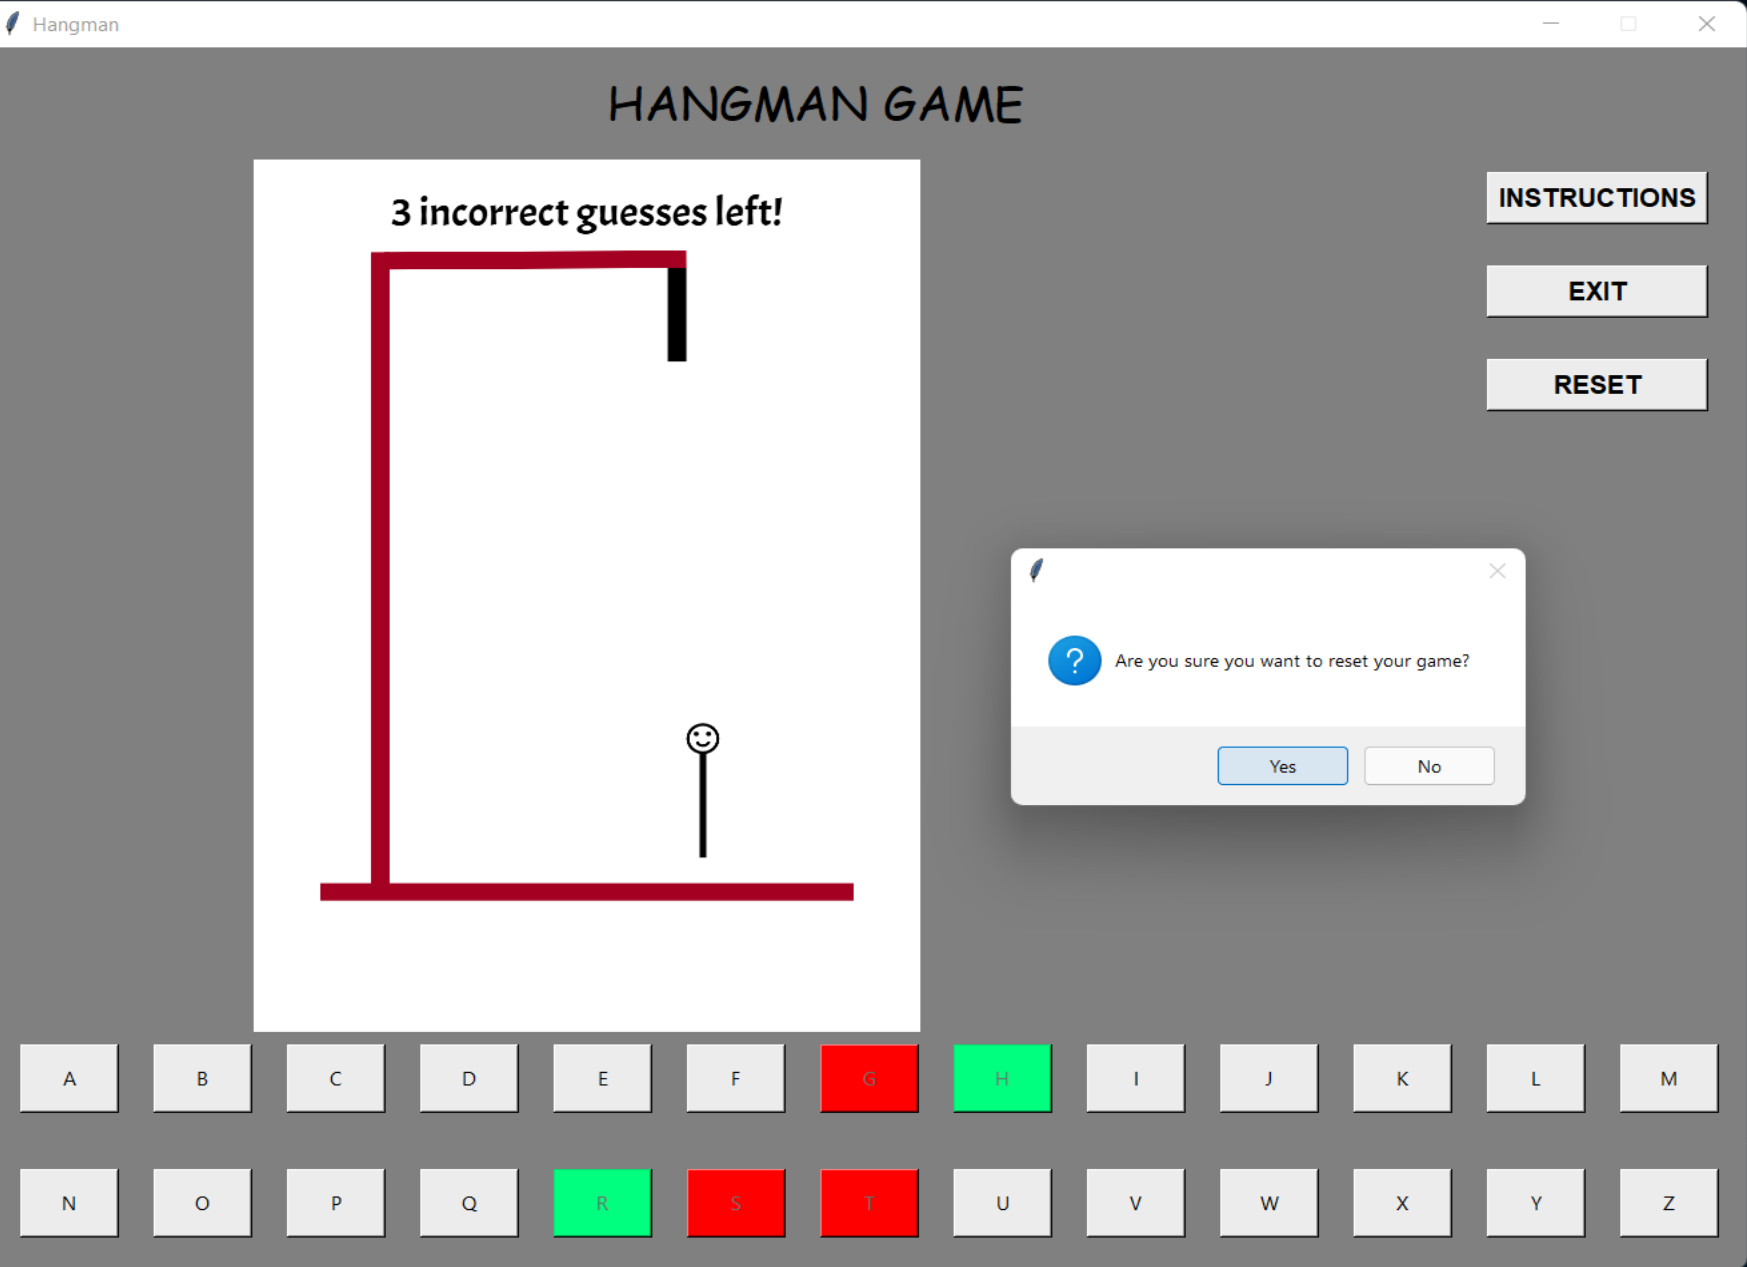 Hangman
HANGMAN GAME
3 incorrect guesses left!
INSTRUCTIONS
EXIT
RESET
?
Are you sure you want to reset your game?
Yes No
A B C D E F G H I J K L M
N O P Q R S T U V W X Y Z